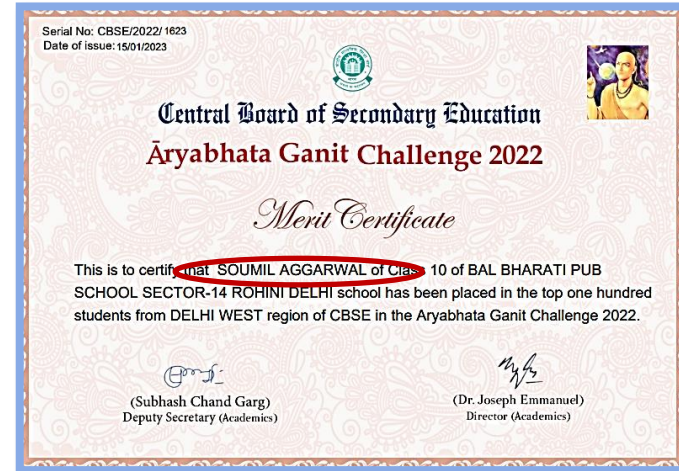 Serial No: CBSE/2022/ 1623
Date of issue: 15/01/2023
Central Board of Secondary Education
Āryabhata Ganit Challenge 2022
Merit Certificate
This is to certify that SOUMIL AGGARWAL of Class 10 of BAL BHARATI PUB
SCHOOL SECTOR-14 ROHINI DELHI school has been placed in the top one hundred
students from DELHI WEST region of CBSE in the Aryabhata Ganit Challenge 2022.
(Subhash Chand Garg)
(Dr. Joseph Emmanuel)
Deputy Secretary (Academics)
Director (Academics)